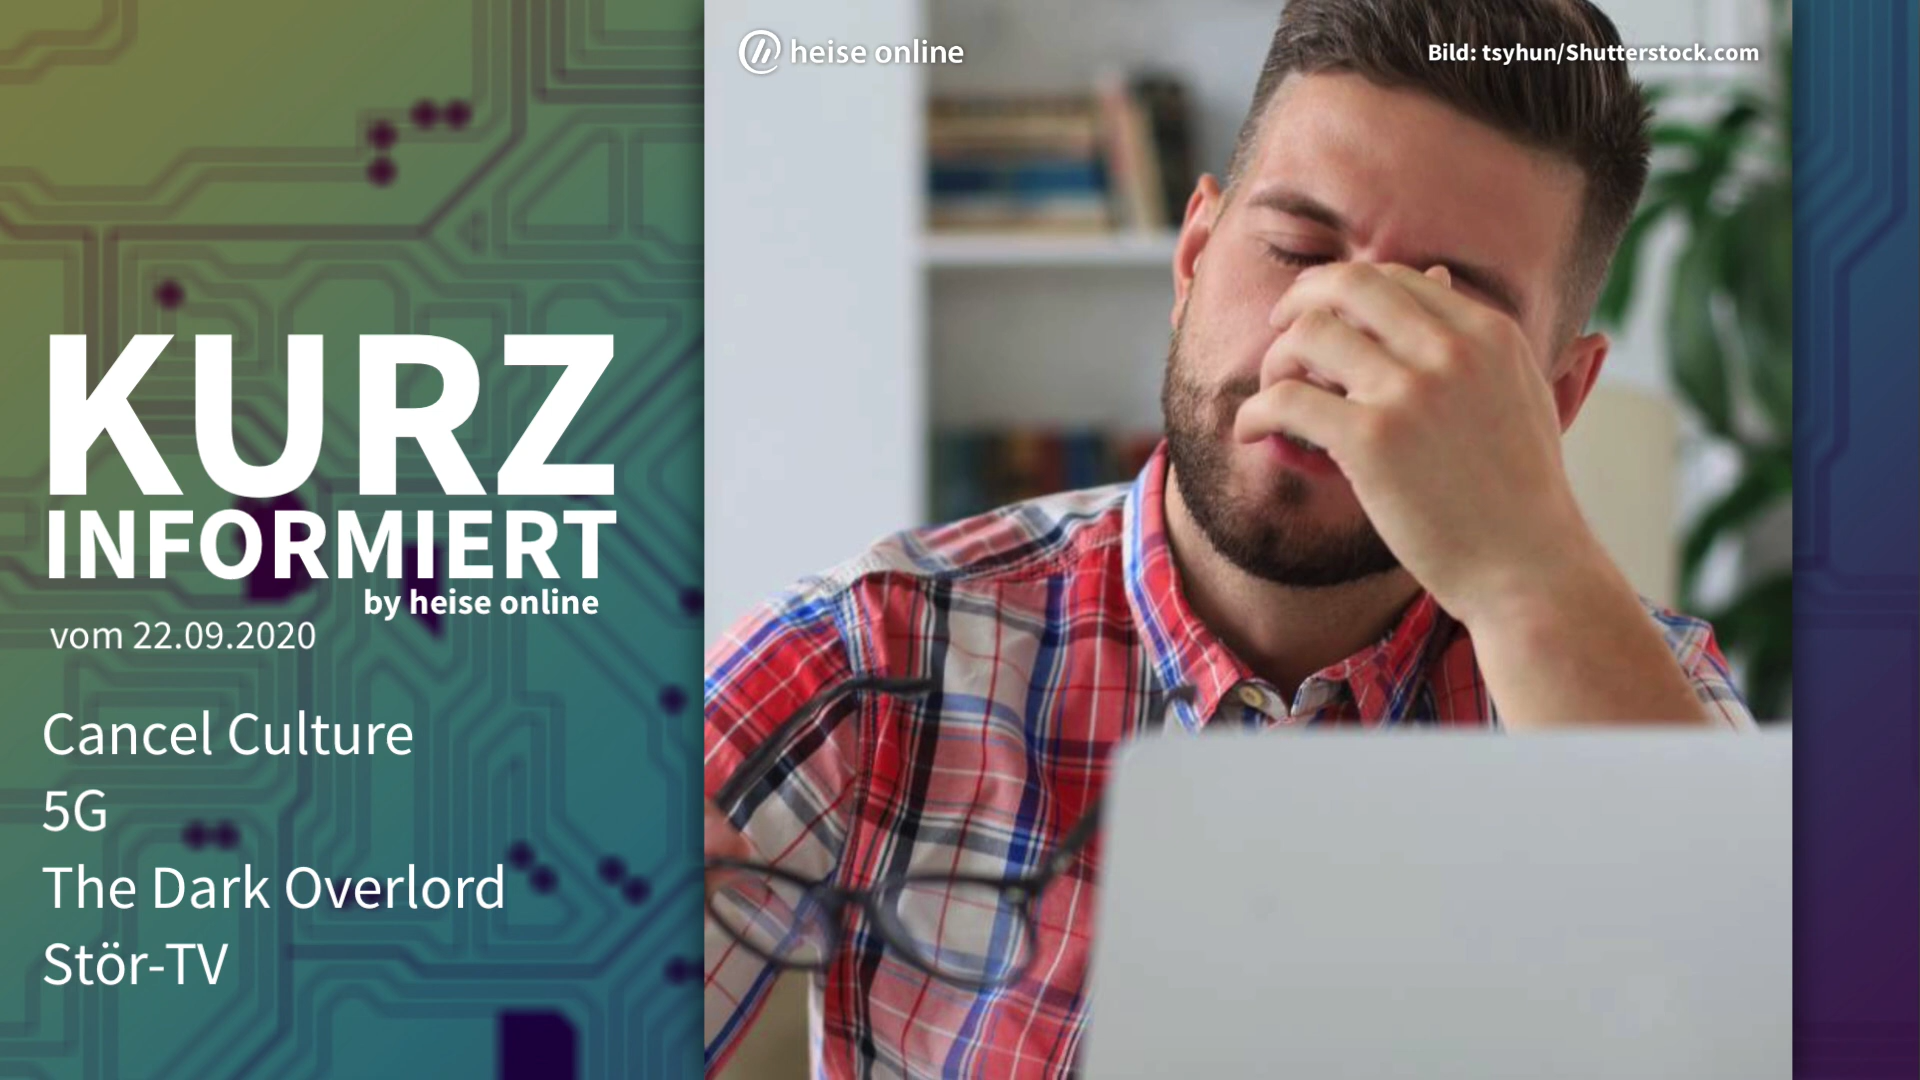 KURZ
INFORMIERT
by heise online
vom 22.09.2020
Cancel Culture
5G
The Dark Overlord
Stör-TV
heise online
Bild: tsyhun/Shutterstock.com